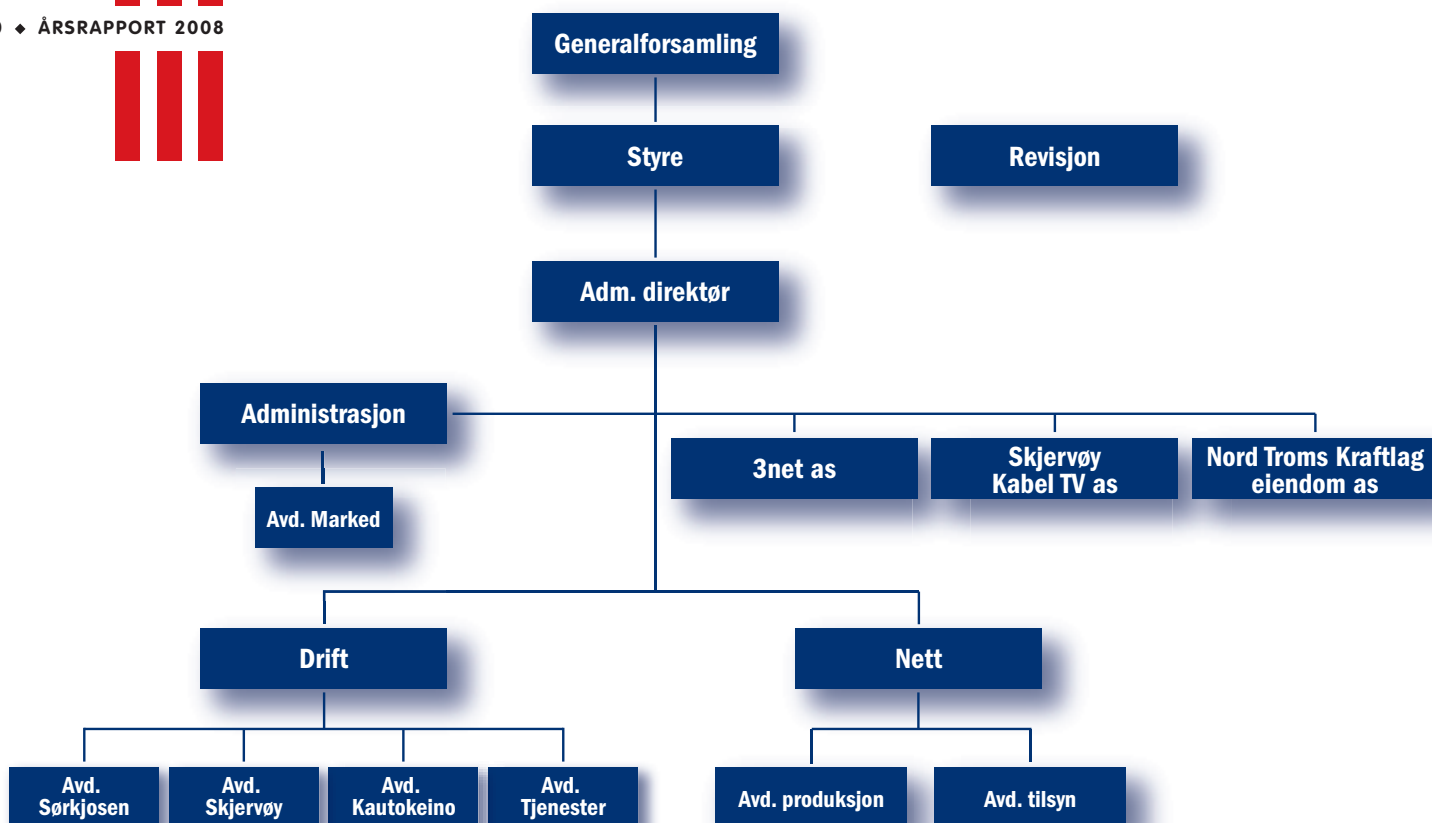 ◆ ÅRSRAPPORT 2008
Generalforsamling
Styre
Revisjon
Adm. direktør
Administrasjon
3net as
Skjervøy
Kabel TV as
Nord Troms Kraftlag
eiendom as
Avd. Marked
Drift
Nett
Avd.
Sørkjosen
Avd.
Skjervøy
Avd.
Kautokeino
Avd.
Tjenester
Avd. produksjon
Avd. tilsyn